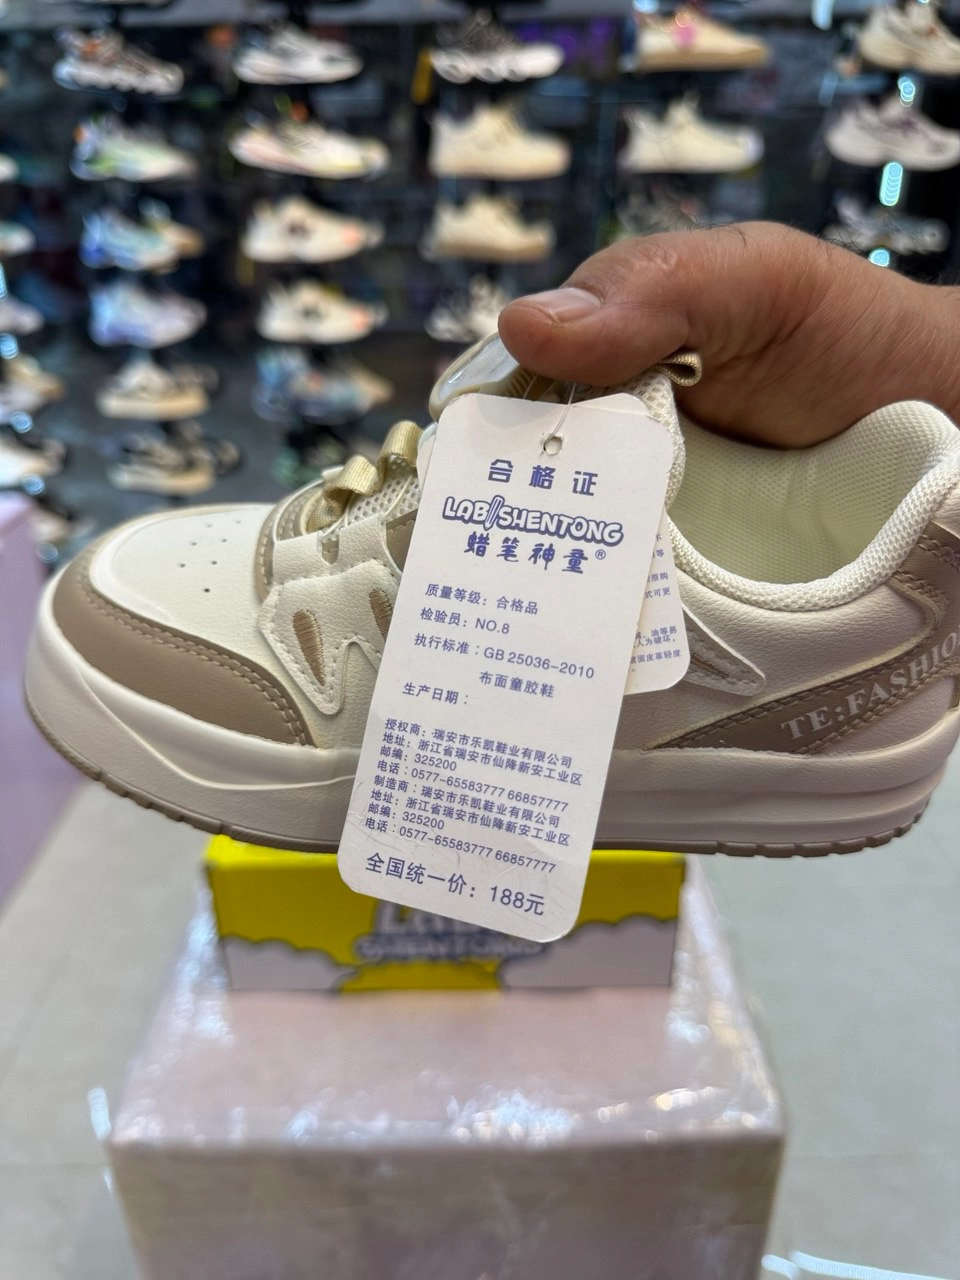 合格证
LABISHENTONG
蜡笔神童®
质量等级: 合格品
检验员: NO.8
执行标准: GB 25036-2010
布面童胶鞋
生产日期:
授权商: 瑞安市乐凯鞋业有限公司
地址: 浙江省瑞安市仙降新安工业区
邮编: 325200
电话: 0577-65583777 66857777
制造商: 瑞安市乐凯鞋业有限公司
地址: 浙江省瑞安市仙降新安工业区
邮编: 325200
电话: 0577-65583777 66857777
全国统一价: 188元
TE:FASHIO